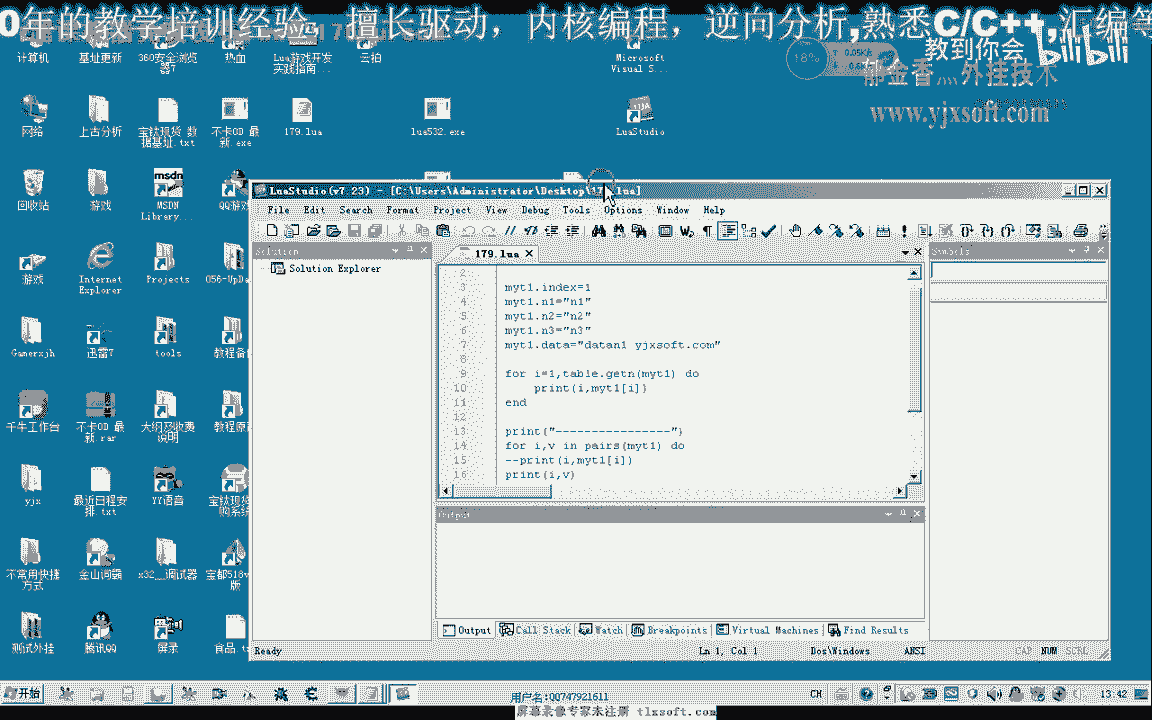 0年的教学培训经验，擅长驱动，内核编程，逆向分析,熟悉C/C++,汇编等
教到你会
bilibili
郁金香灬外挂技术
www.yjxsoft.com
18%
0.05K/s
计算机
基址更新
360安全浏览器7
热血
Lua游戏开发
实践指南...
云拍
Microsoft
Visual S...
网络
上古分析
宝钛现货 数
据基址.txt
不卡OD 最
新.exe
179.lua
lua532.exe
LuaStudio
回收站
游戏
MSDN
Library...
QQ游戏
游戏
Internet
Explorer
Projects
056-UpDa
Gamerxjh
迅雷7
tools
教程备份
千牛工作台
不卡OD 最
新.rar
大纲及收费
说明
yjx
最近日程安
排.txt
YY语音
宝钛现货
购系统
不常用快捷
方式
金山词霸
x32__调试器
宝都518v
版
测试外挂
腾讯QQ
屏录
食品
LuaStudio(v7.23) - [C:\Users\Administrator\Desktop\179.lua]
File Edit Search Format Project View Debug Tools Options Window Help
Solution
Solution Explorer
179.lua
Symbols
2
3 myt1.index=1
4 myt1.n1="n1"
5 myt1.n2="n2"
6 myt1.n3="n3"
7 myt1.data="datan1 yjxsoft.com"
8
9 for i=1,table.getn(myt1) do
10 print(i,myt1[i])
11 end
12
13 print("----------------")
14 for i,v in pairs(myt1) do
15 --print(i,myt1[i])
16 print(i,v)
Output
Output Call Stack Watch Breakpoints Virtual Machines Find Results
Ready Ln 1, Col 1 Dos\Windows ANSI CAP NUM SCRL
开始
用户名:00747921611
CH
13:42
屏幕录像专家未注册 tlxsoft.com